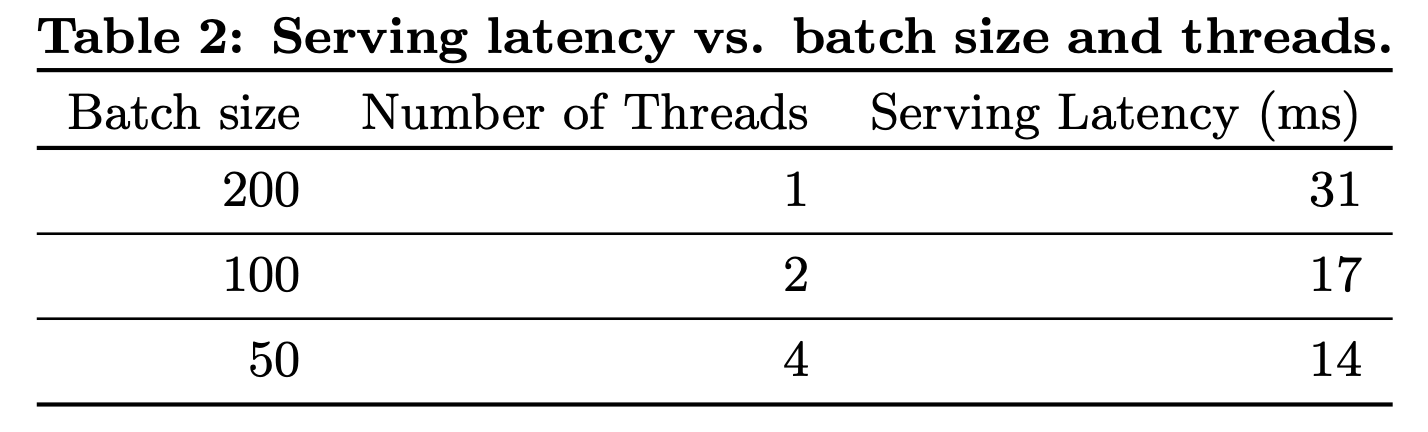 Table 2: Serving latency vs. batch size and threads.
Batch size Number of Threads Serving Latency (ms)
200 1 31
100 2 17
50 4 14